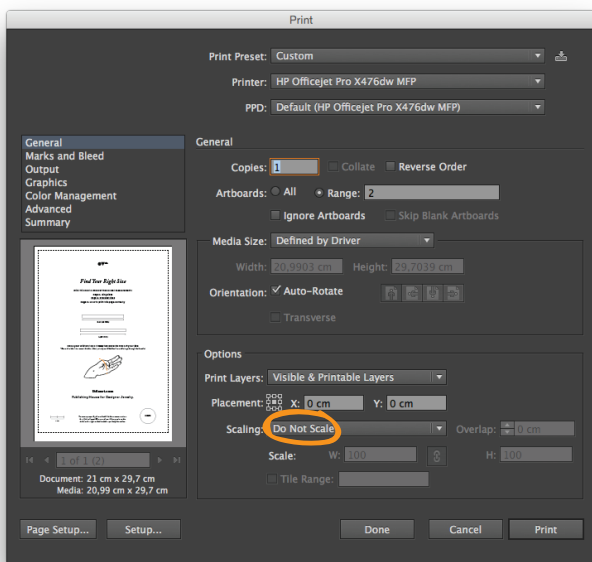 Print
Print Preset: Custom
Printer: HP Officejet Pro X476dw MFP
PPD: Default (HP Officejet Pro X476dw MFP)
General
Marks and Bleed
Output
Graphics
Color Management
Advanced
Summary
General
Copies: 1 Collate Reverse Order
Artboards: All Range: 2
Ignore Artboards Skip Blank Artboards
Media Size: Defined by Driver
Width: 20,9903 cm Height: 29,7039 cm
Orientation: Auto-Rotate
Transverse
Find Your Right Size
Publishing House for Designer Jewelry.
1 of 1 (2)
Document: 21 cm x 29,7 cm
Media: 20,99 cm x 29,7 cm
Options
Print Layers: Visible & Printable Layers
Placement: X: 0 cm Y: 0 cm
Scaling: Do Not Scale Overlap: 0 cm
Scale: W: 100 H: 100
Tile Range:
Page Setup... Setup... Done Cancel Print